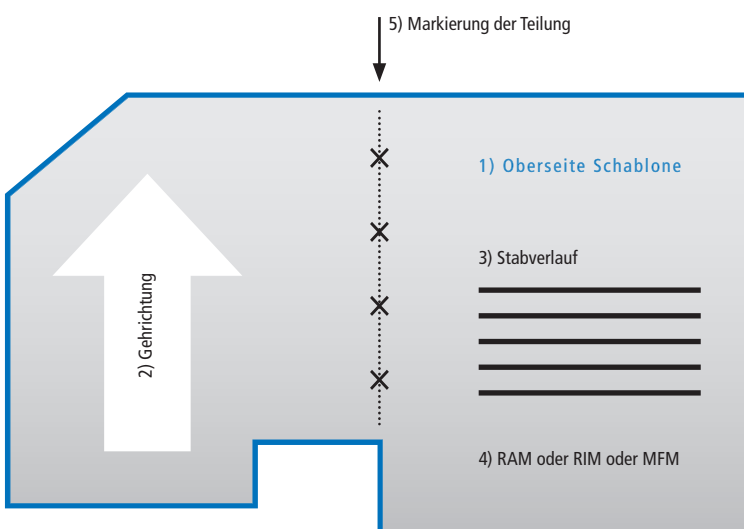 5) Markierung der Teilung
1) Oberseite Schablone
3) Stabverlauf
2) Gehrichtung
4) RAM oder RIM oder MFM